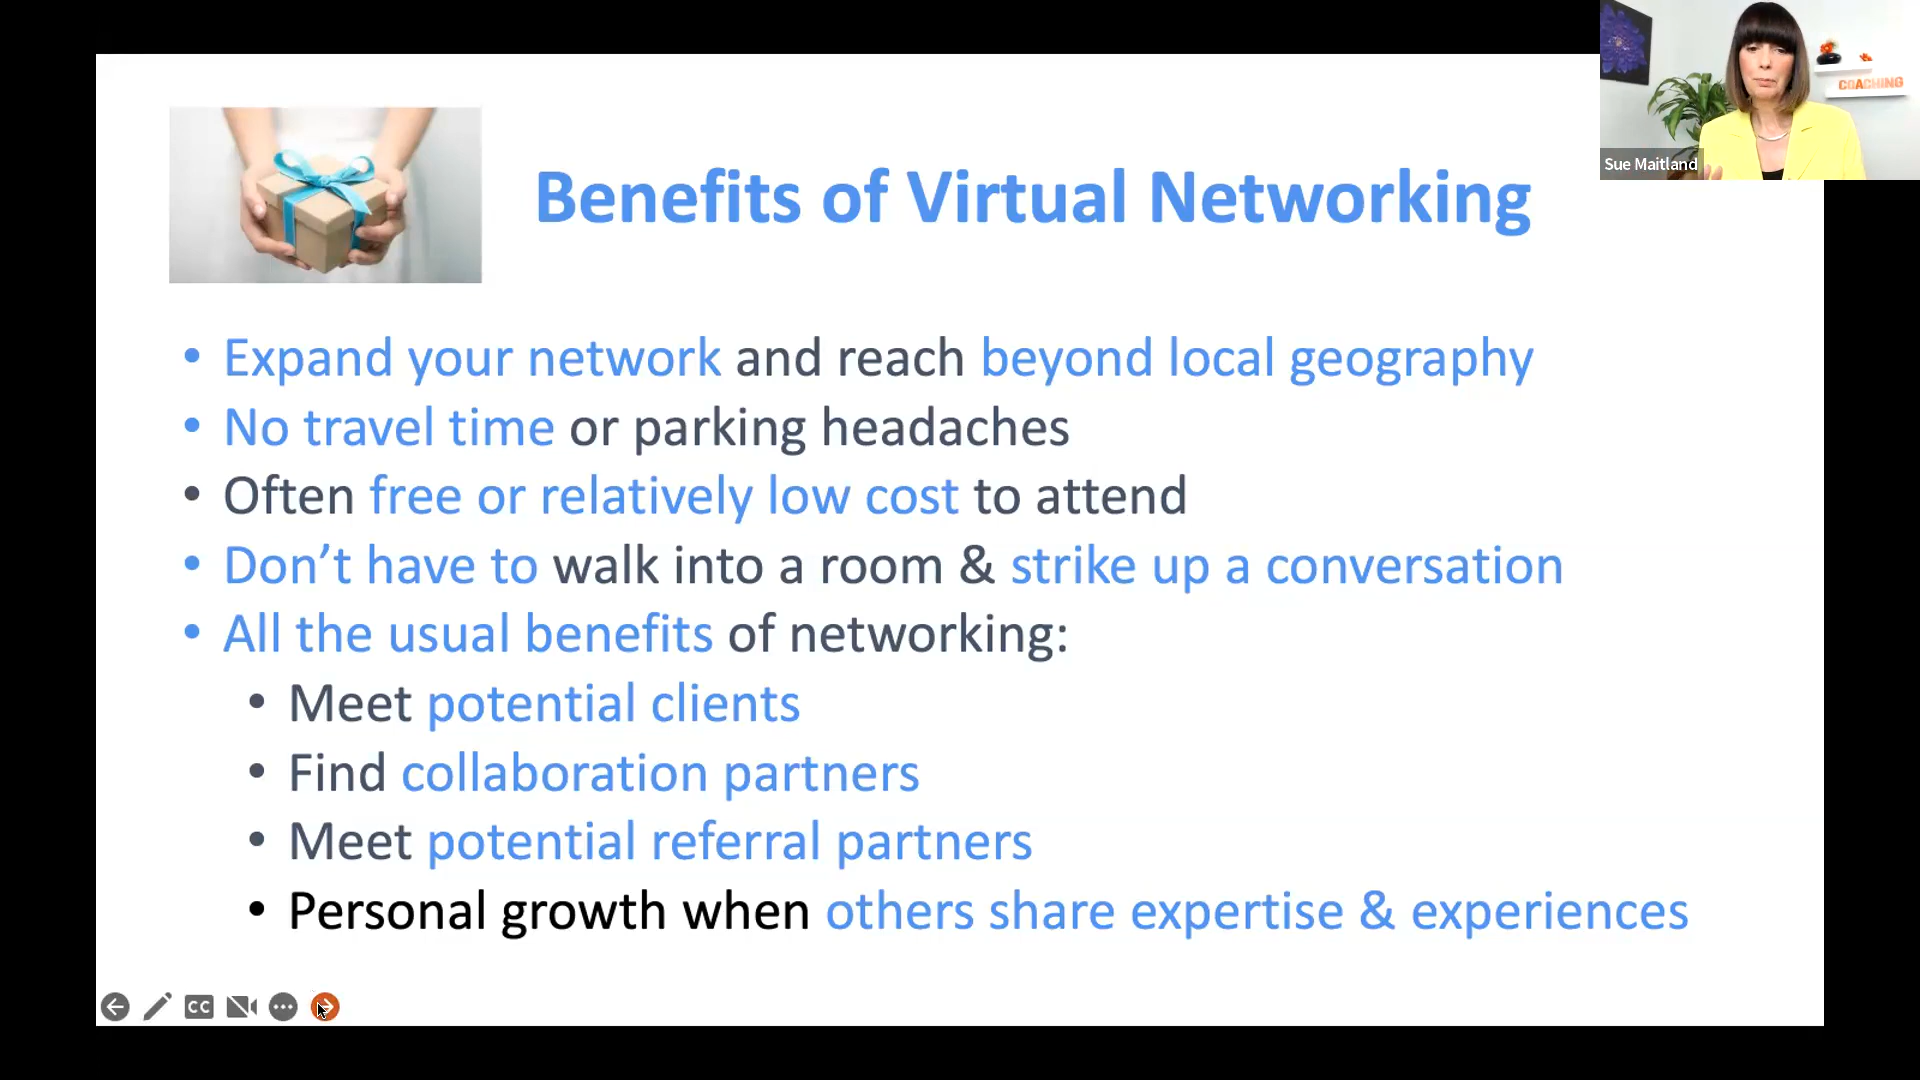 COACHING
Sue Maitland
Benefits of Virtual Networking
• Expand your network and reach beyond local geography
• No travel time or parking headaches
• Often free or relatively low cost to attend
• Don’t have to walk into a room & strike up a conversation
• All the usual benefits of networking:
• Meet potential clients
• Find collaboration partners
• Meet potential referral partners
• Personal growth when others share expertise & experiences
CC